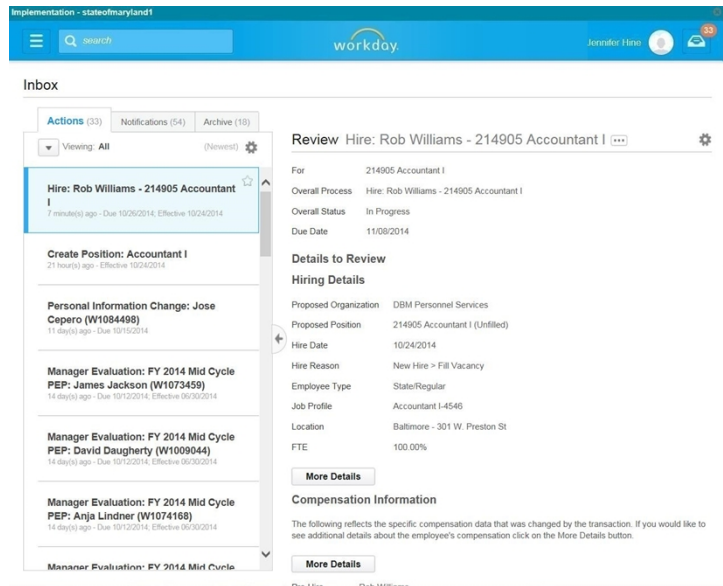 Implementation - stateofmaryland1
search
workday.
Jennifer Hine
33
Inbox
Actions (33)
Notifications (54)
Archive (18)
Viewing: All
(Newest)
Hire: Rob Williams - 214905 Accountant
I
7 minute(s) ago - Due 10/26/2014; Effective 10/24/2014
Create Position: Accountant I
21 hour(s) ago - Effective 10/24/2014
Personal Information Change: Jose
Cepero (W1084498)
11 day(s) ago - Due 10/15/2014
Manager Evaluation: FY 2014 Mid Cycle
PEP: James Jackson (W1073459)
14 day(s) ago - Due 10/12/2014; Effective 06/30/2014
Manager Evaluation: FY 2014 Mid Cycle
PEP: David Daugherty (W1009044)
14 day(s) ago - Due 10/12/2014; Effective 06/30/2014
Manager Evaluation: FY 2014 Mid Cycle
PEP: Anja Lindner (W1074168)
14 day(s) ago - Due 10/12/2014; Effective 06/30/2014
Manager Evaluation: FY 2014 Mid Cycle
Review Hire: Rob Williams - 214905 Accountant I
For 214905 Accountant I
Overall Process Hire: Rob Williams - 214905 Accountant I
Overall Status In Progress
Due Date 11/08/2014
Details to Review
Hiring Details
Proposed Organization DBM Personnel Services
Proposed Position 214905 Accountant I (Unfilled)
Hire Date 10/24/2014
Hire Reason New Hire > Fill Vacancy
Employee Type State/Regular
Job Profile Accountant I-4546
Location Baltimore - 301 W. Preston St
FTE 100.00%
More Details
Compensation Information
The following reflects the specific compensation data that was changed by the transaction. If you would like to
see additional details about the employee's compensation click on the More Details button.
More Details
Pre-Hire Rob Williams